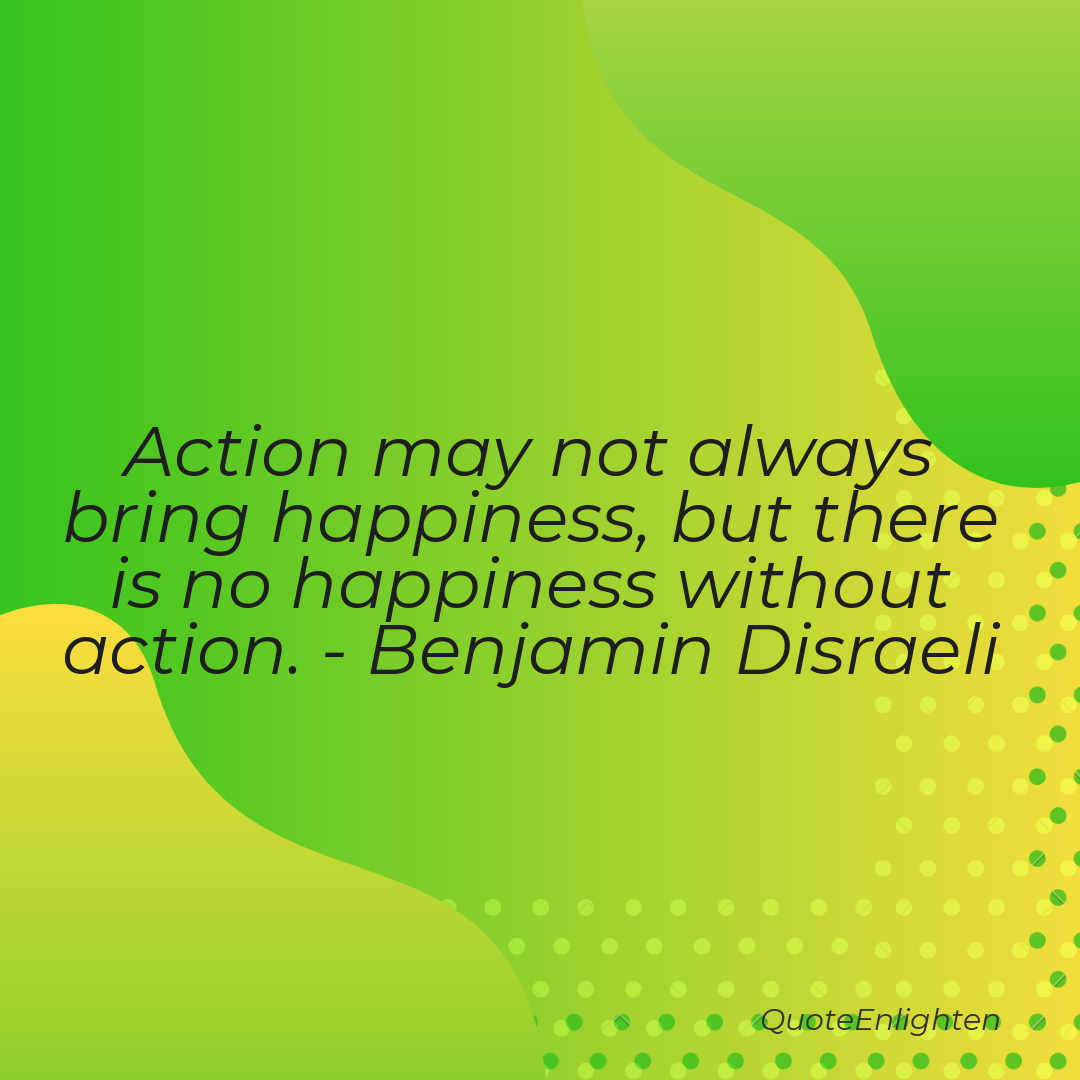 Action may not always
bring happiness, but there
is no happiness without
action. - Benjamin Disraeli
QuoteEnlighten